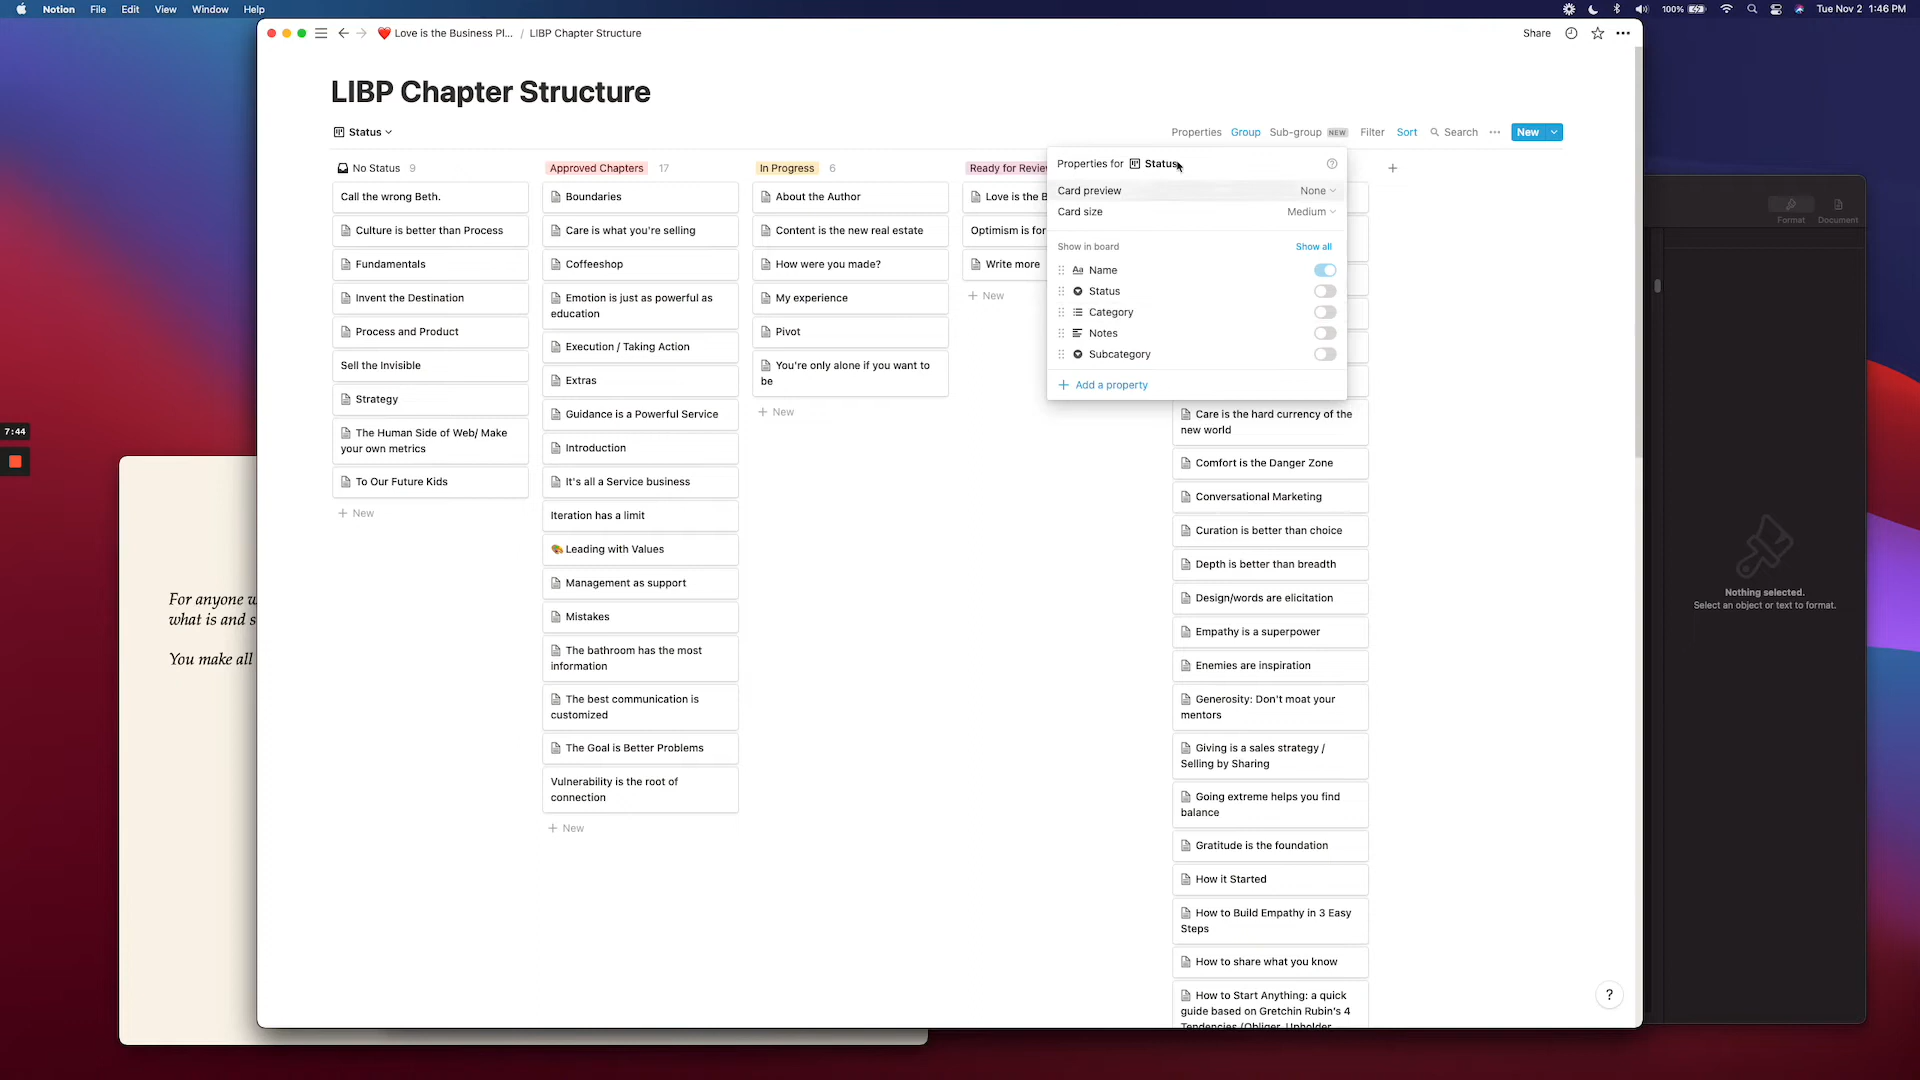 Notion File Edit View Window Help
100% Tue Nov 2 1:46 PM
Love is the Business Pl... / LIBP Chapter Structure
Share
LIBP Chapter Structure
Status
Properties Group Sub-group NEW Filter Sort Search New
No Status 9
Call the wrong Beth.
Culture is better than Process
Fundamentals
Invent the Destination
Process and Product
Sell the Invisible
Strategy
The Human Side of Web/ Make
your own metrics
To Our Future Kids
+ New
Approved Chapters 17
Boundaries
Care is what you're selling
Coffeeshop
Emotion is just as powerful as
education
Execution / Taking Action
Extras
Guidance is a Powerful Service
Introduction
It's all a Service business
Iteration has a limit
Leading with Values
Management as support
Mistakes
The bathroom has the most
information
The best communication is
customized
The Goal is Better Problems
Vulnerability is the root of
connection
+ New
In Progress 6
About the Author
Content is the new real estate
How were you made?
My experience
Pivot
You're only alone if you want to
be
+ New
Ready for Revie
Love is the B
Optimism is for
Write more
+ New
Properties for Status
Card preview None
Card size Medium
Show in board Show all
Aa Name
Status
Category
Notes
Subcategory
+ Add a property
Care is the hard currency of the
new world
Comfort is the Danger Zone
Conversational Marketing
Curation is better than choice
Depth is better than breadth
Design/words are elicitation
Empathy is a superpower
Enemies are inspiration
Generosity: Don't moat your
mentors
Giving is a sales strategy /
Selling by Sharing
Going extreme helps you find
balance
Gratitude is the foundation
How it Started
How to Build Empathy in 3 Easy
Steps
How to share what you know
How to Start Anything: a quick
guide based on Gretchin Rubin's 4
Tendencies (Obliger, Upholder,
?
7:44
For anyone w
what is and s
You make all
Format Document
Nothing selected.
Select an object or text to format.